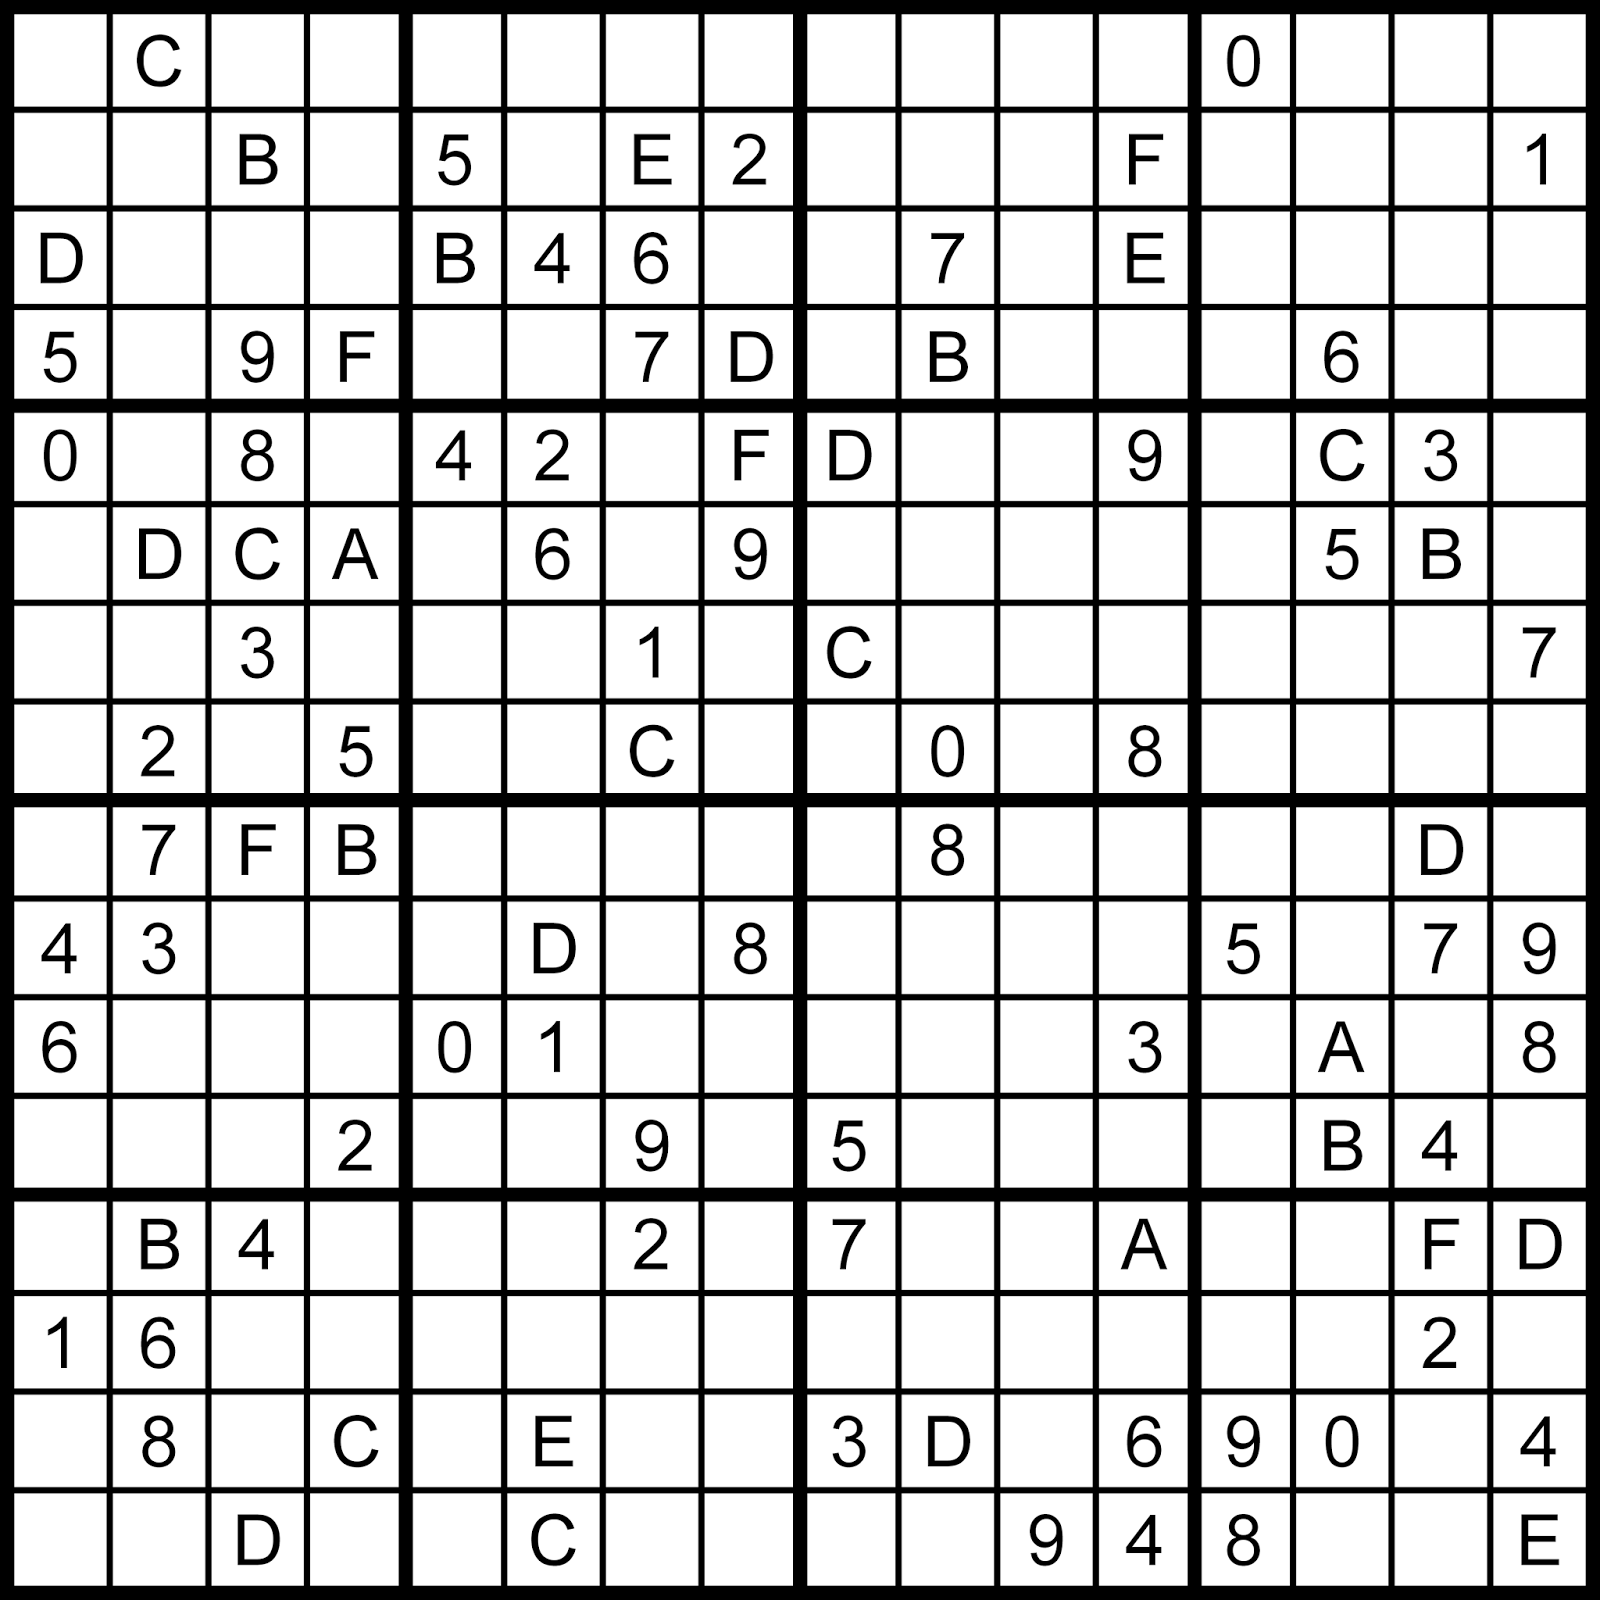 C 0
B 5 E 2 F 1
D B 4 6 7 E
5 9 F 7 D B 6
0 8 4 2 F D 9 C 3
D C A 6 9 5 B
3 1 C 7
2 5 C 0 8
7 F B 8 D
4 3 D 8 5 7 9
6 0 1 3 A 8
2 9 5 B 4
B 4 2 7 A F D
1 6 2
8 C E 3 D 6 9 0 4
D C 9 4 8 E